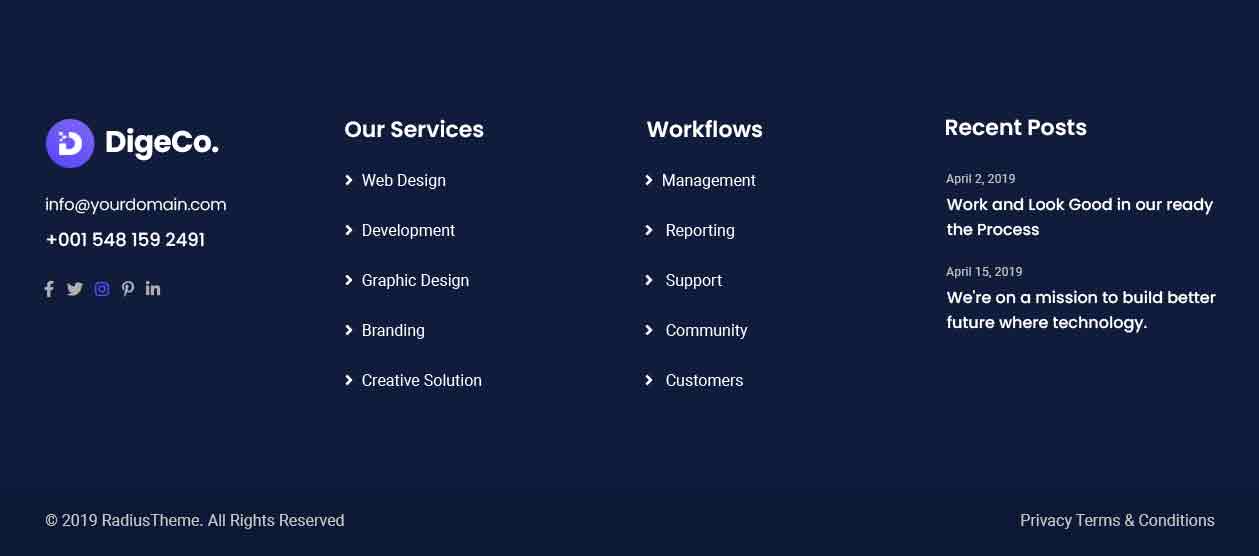 DigeCo.
info@yourdomain.com
+001 548 159 2491
Our Services
Web Design
Development
Graphic Design
Branding
Creative Solution
Workflows
Management
Reporting
Support
Community
Customers
Recent Posts
April 2, 2019
Work and Look Good in our ready
the Process
April 15, 2019
We're on a mission to build better
future where technology.
© 2019 RadiusTheme. All Rights Reserved
Privacy Terms & Conditions